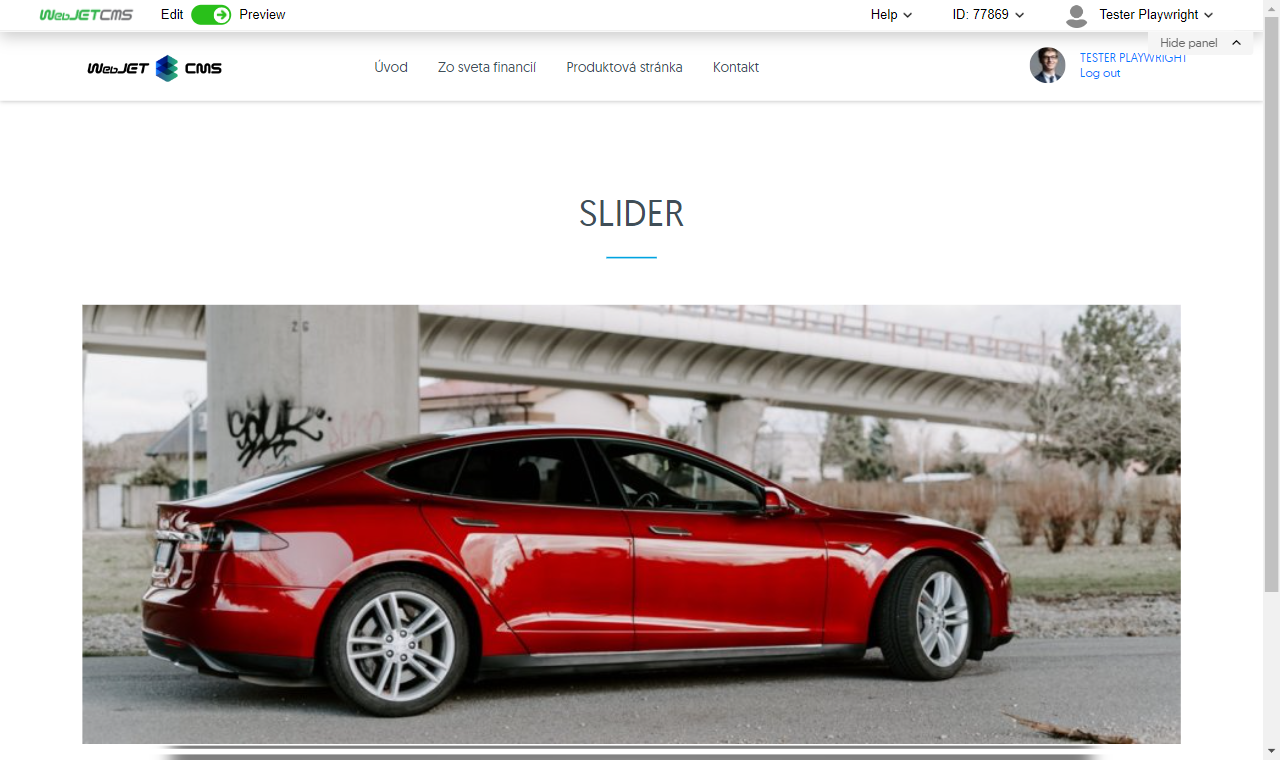 WebJETCMS
Edit Preview
Help
ID: 77869
Tester Playwright
Hide panel
WebJET CMS
Úvod
Zo sveta financií
Produktová stránka
Kontakt
TESTER PLAYWRIGHT
Log out
SLIDER